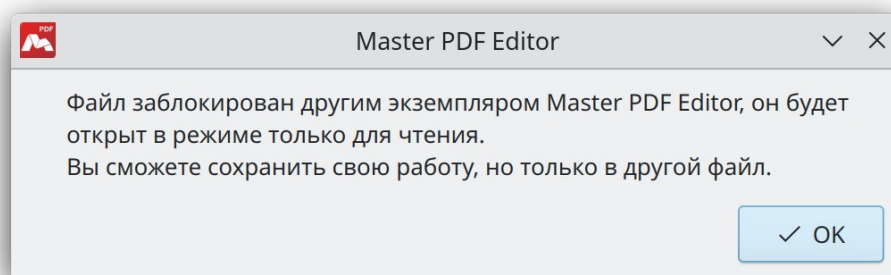 PDF
Master PDF Editor
Файл заблокирован другим экземпляром Master PDF Editor, он будет
открыт в режиме только для чтения.
Вы сможете сохранить свою работу, но только в другой файл.
OK